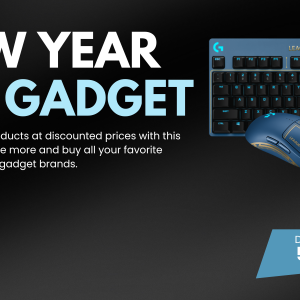 W YEAR
GADGET
ducts at discounted prices with this
e more and buy all your favorite
gadget brands.